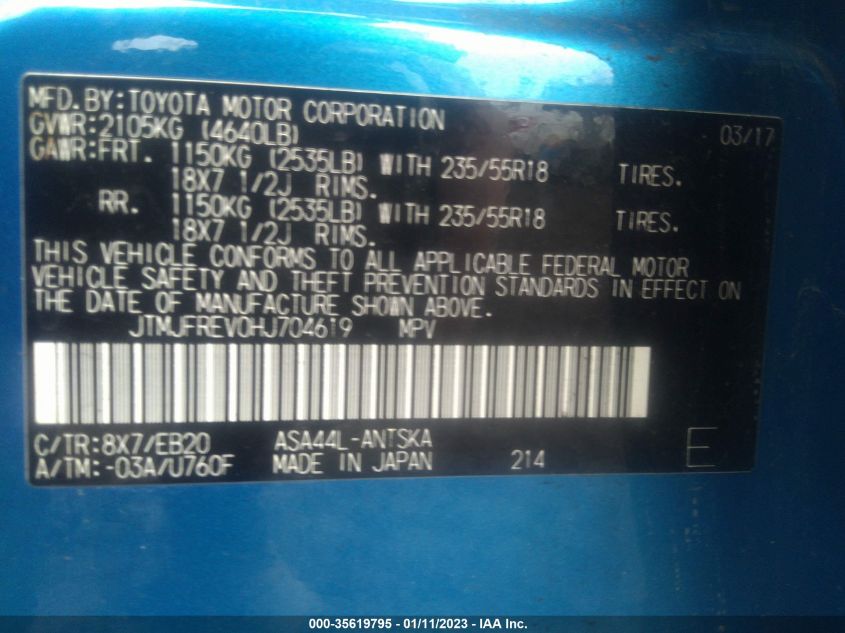 MFD.BY:TOYOTA MOTOR CORPORATION 03/17
GVWR:2105KG (4640LB)
GAWR:FRT. 1150KG (2535LB) WITH 235/55R18 TIRES.
18X7 1/2J RIMS.
RR. 1150KG (2535LB) WITH 235/55R18 TIRES.
18X7 1/2J RIMS.
THIS VEHICLE CONFORMS TO ALL APPLICABLE FEDERAL MOTOR
VEHICLE SAFETY AND THEFT PREVENTION STANDARDS IN EFFECT ON
THE DATE OF MANUFACTURE SHOWN ABOVE.
JTMJFREV0HJ704619 MPV
C/TR:8X7/EB20 ASA44L-ANTSKA
A/TM:-03A/U760F MADE IN JAPAN 214 E
000-35619795 - 01/11/2023 - IAA Inc.